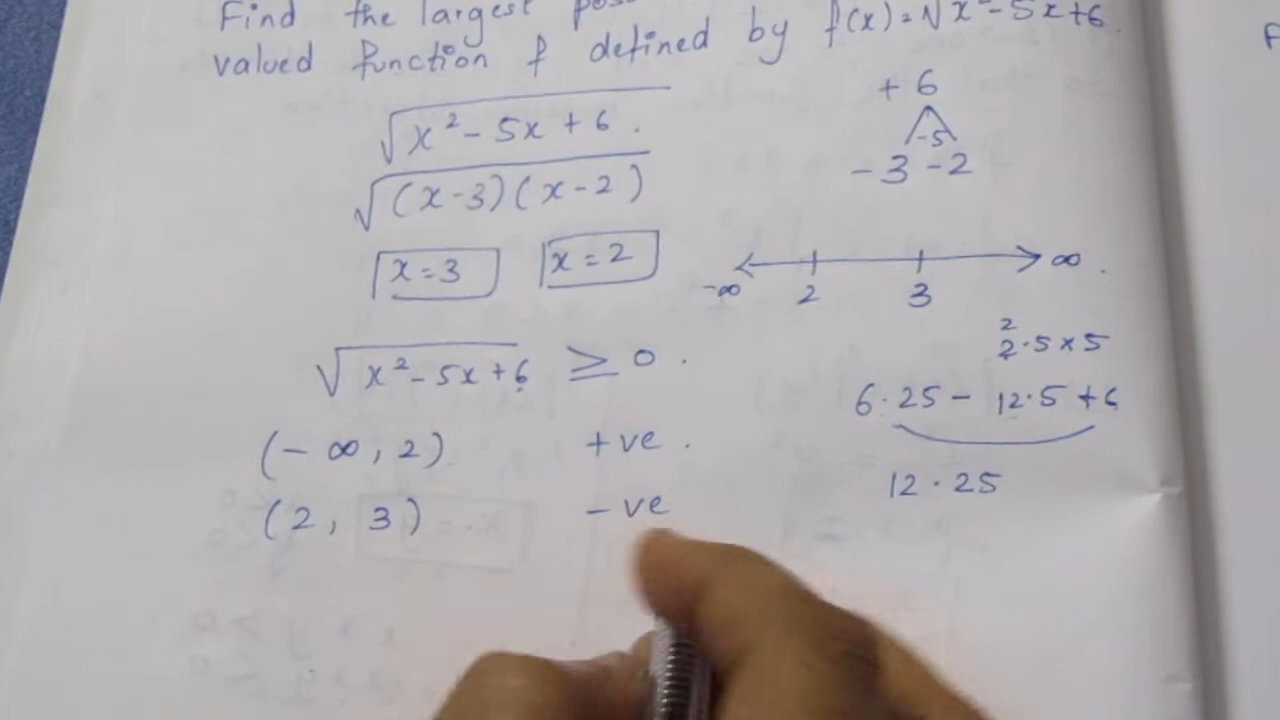 Find the largest
valued function f defined by f(x) = √x²-5x+6
√x² - 5x + 6 .
√(x-3)(x-2)
x=3 x=2
√x²-5x+6 ≥ 0 .
(-∞, 2) +ve .
(2, 3) -ve
+ 6
-5
-3 -2
-∞ 2 3 ∞ .
2
2.5×5
6.25 - 12.5 + 6
12.25